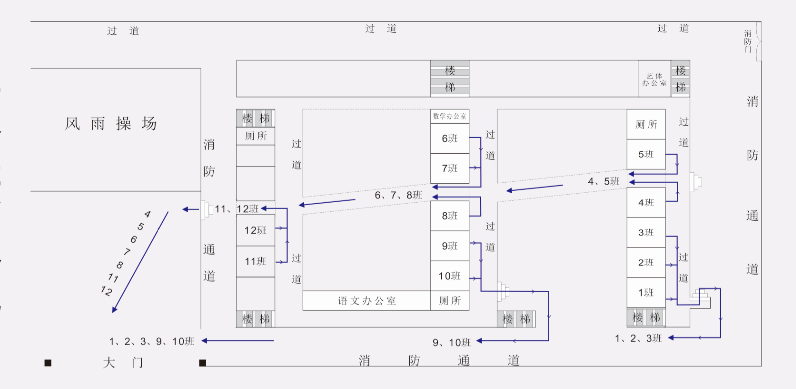 过 道
过 道
过 道
消防门
楼梯
艺体办公室
楼梯
风雨操场
楼梯
厕所
消防
通道
过道
数学办公室
6班
7班
过道
厕所
5班
过道
消防通道
4、5班
6、7、8班
11、12班
4
5
6
7
8
11
12
12班
11班
过道
8班
9班
10班
过道
4班
3班
2班
1班
过道
语文办公室
厕所
楼梯
楼梯
楼梯
1、2、3、9、10班
9、10班
1、2、3班
大 门
消 防 通 道